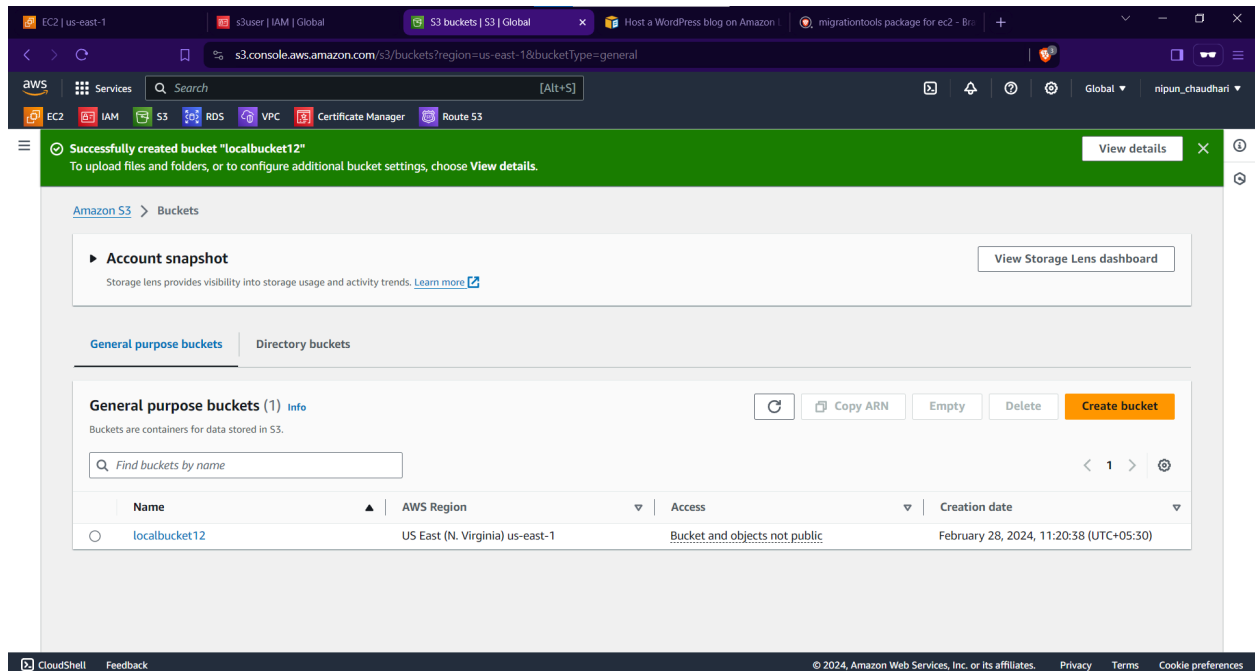 EC2 | us-east-1
s3user | IAM | Global
S3 buckets | S3 | Global
Host a WordPress blog on Amazon L
migrationtools package for ec2 - Bra
s3.console.aws.amazon.com/s3/buckets?region=us-east-1&bucketType=general
1
aws
Services
Search
[Alt+S]
Global
nipun_chaudhari
EC2
IAM
S3
RDS
VPC
Certificate Manager
Route 53
Successfully created bucket "localbucket12"
To upload files and folders, or to configure additional bucket settings, choose View details.
View details
Amazon S3 > Buckets
Account snapshot
Storage lens provides visibility into storage usage and activity trends. Learn more
View Storage Lens dashboard
General purpose buckets
Directory buckets
General purpose buckets (1) Info
Buckets are containers for data stored in S3.
Copy ARN
Empty
Delete
Create bucket
Find buckets by name
< 1 >
Name
AWS Region
Access
Creation date
localbucket12
US East (N. Virginia) us-east-1
Bucket and objects not public
February 28, 2024, 11:20:38 (UTC+05:30)
CloudShell
Feedback
© 2024, Amazon Web Services, Inc. or its affiliates.
Privacy
Terms
Cookie preferences